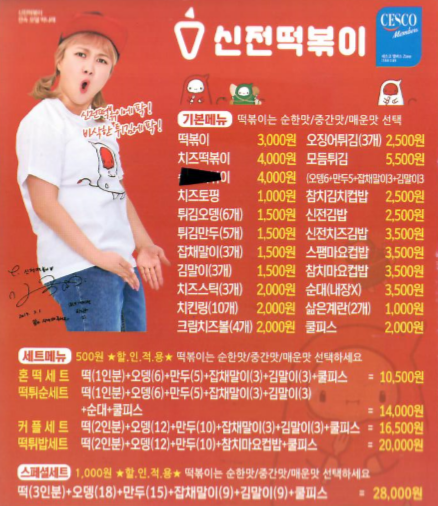 신전떡볶이
CESCO
Members
신전떡볶이
신전떡볶이에 탁!
바삭한 튀김에 탁!
기본메뉴 떡볶이는 순한맛/중간맛/매운맛 선택
떡볶이 3,000원 오징어튀김(3개) 2,500원
치즈떡볶이 4,000원 모듬튀김 5,500원
이 4,000원 (오뎅6+만두5+잡채말이3+김말이3
치즈토핑 1,000원 참치김치컵밥 2,500원
튀김오뎅(6개) 1,500원 신전김밥 2,500원
튀김만두(5개) 1,500원 신전치즈김밥 3,500원
잡채말이(3개) 1,500원 스팸마요컵밥 3,500원
김말이(3개) 1,500원 참치마요컵밥 3,500원
치즈스틱(3개) 2,000원 순대(내장X) 3,500원
치킨링(10개) 2,000원 삶은계란(2개) 1,000원
크림치즈볼(4개) 2,000원 쿨피스 2,000원
세트메뉴 500원 ★할.인.적.용★ 떡볶이는 순한맛/중간맛/매운맛 선택하세요
혼떡세트 떡(1인분)+오뎅(6)+만두(5)+잡채말이(3)+김말이(3)+쿨피스 = 10,500원
떡튀순세트 떡(1인분)+오뎅(6)+만두(5)+잡채말이(3)+김말이(3)
+순대+쿨피스 = 14,000원
커플세트 떡(2인분)+오뎅(12)+만두(10)+잡채말이(3)+김말이(3)+쿨피스 = 16,500원
떡튀밥세트 떡(2인분)+오뎅(12)+만두(10)+참치마요컵밥+쿨피스 = 20,000원
스페셜세트 1,000원 ★할.인.적.용★ 떡볶이는 순한맛/중간맛/매운맛 선택하세요
떡(3인분)+오뎅(18)+만두(15)+잡채말이(9)+김말이(9)+쿨피스 = 28,000원